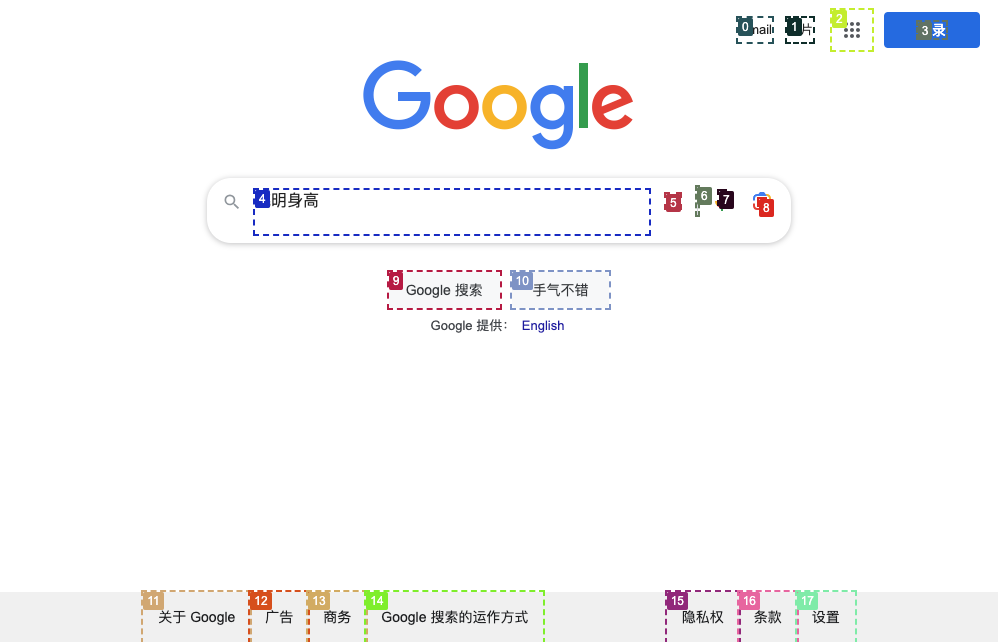 0 mail 1 片 2 3 录
Google
4 明身高 5 6 7 8
9 Google 搜索 10 手气不错
Google 提供： English
11 12 13 14 15 16 17
关于 Google 广告 商务 Google 搜索的运作方式 隐私权 条款 设置